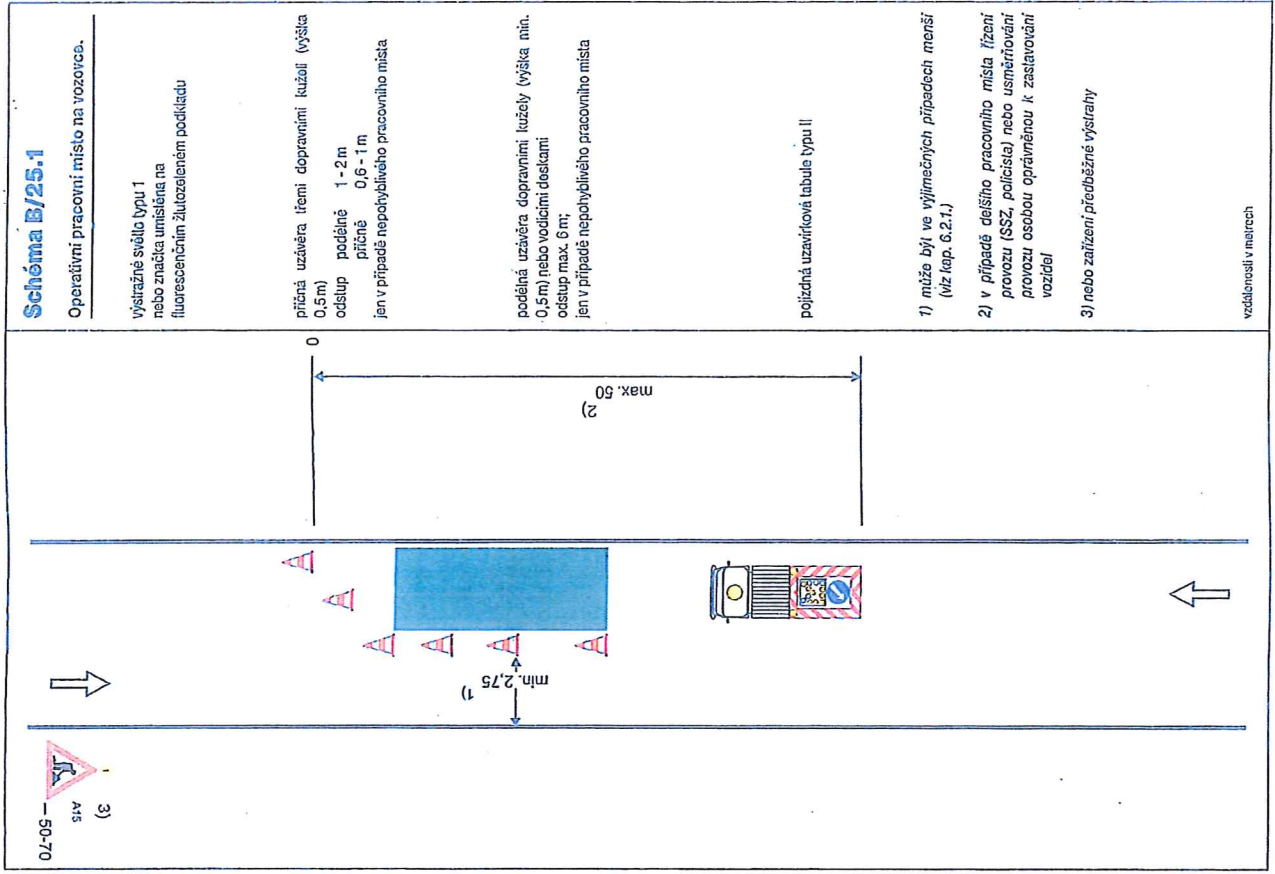 Schéma B/25.1
Operativní pracovní místo na vozovce.
výstražné světlo typu 1
nebo značka umístěna na
fluorescenčním žlutozeleném podkladu
příčná uzávěra třemi dopravními kuželi (výška
0,5 m)
odstup podélně 1 - 2 m
příčně 0,6 - 1 m
jen v případě nepohyblivého pracovního místa
podélná uzávěra dopravními kužely (výška min.
0,5 m) nebo vodicími deskami
odstup max. 6 m;
jen v případě nepohyblivého pracovního místa
pojízdná uzavírková tabule typu II
1) může být ve výjimečných případech menší
(viz kap. 6.2.1.)
2) v případě delšího pracovního místa řízení
provozu (SSZ, policista) nebo usměrňování
provozu osobou oprávněnou k zastavování
vozidel
3) nebo zařízení předběžné výstrahy
vzdálenosti v metrech
50-70
A15
3)
0
max. 50
2)
min. 2,75
1)